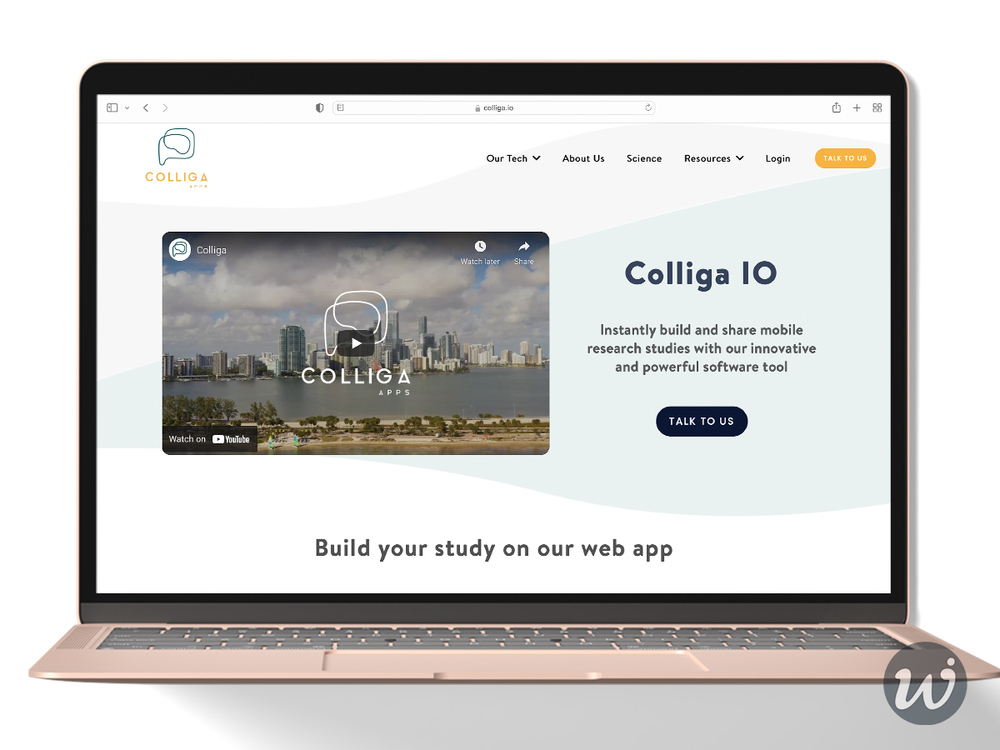 colliga.io
COLLIGA
APPS
Our Tech
About Us
Science
Resources
Login
TALK TO US
Colliga
Watch later
Share
COLLIGA
APPS
Watch on YouTube
Colliga IO
Instantly build and share mobile
research studies with our innovative
and powerful software tool
TALK TO US
Build your study on our web app
w